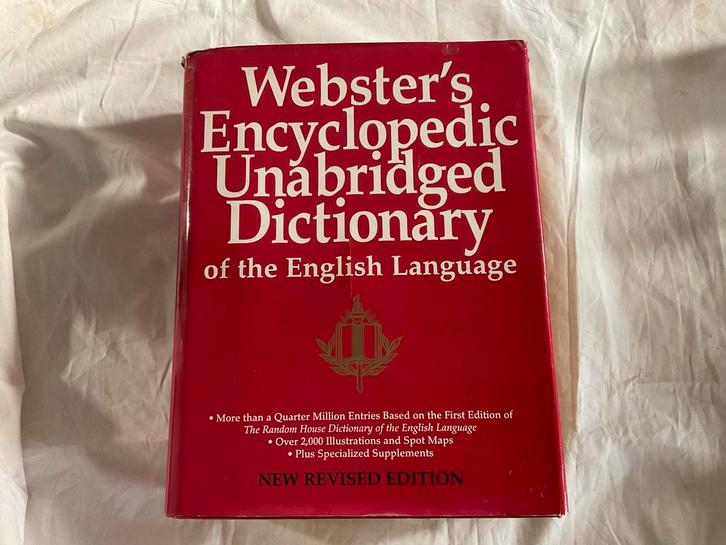 Webster's
Encyclopedic
Unabridged
Dictionary
of the English Language
• More than a Quarter Million Entries Based on the First Edition of
The Random House Dictionary of the English Language
• Over 2,000 Illustrations and Spot Maps
• Plus Specialized Supplements
NEW REVISED EDITION